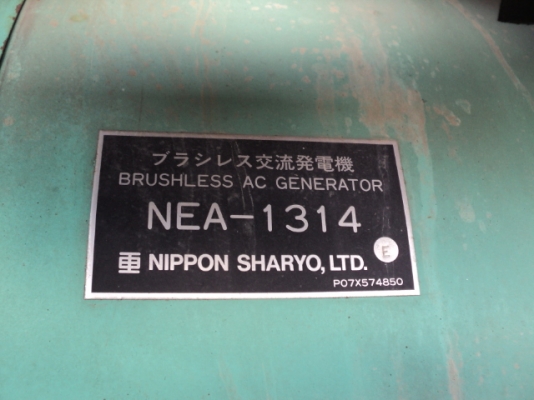 ブラシレス交流発電機
BRUSHLESS AC GENERATOR
NEA-1314
E
NIPPON SHARYO, LTD.
P07X574850